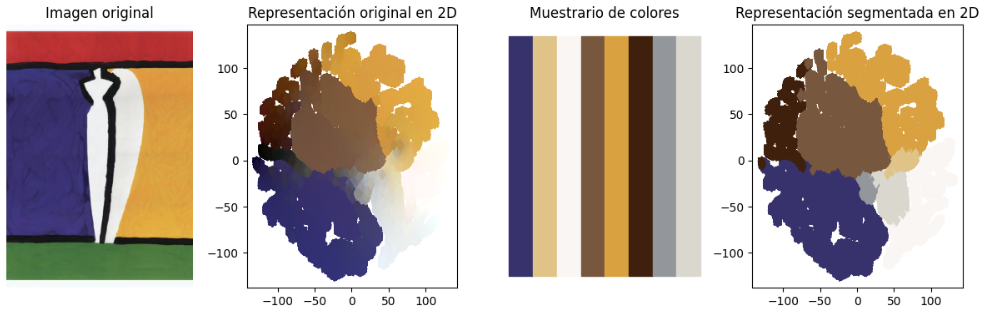 Imagen original
Representación original en 2D
Muestrario de colores
Representación segmentada en 2D
100
50
0
−50
−100
−100 −50 0 50 100
100
50
0
−50
−100
−100 −50 0 50 100